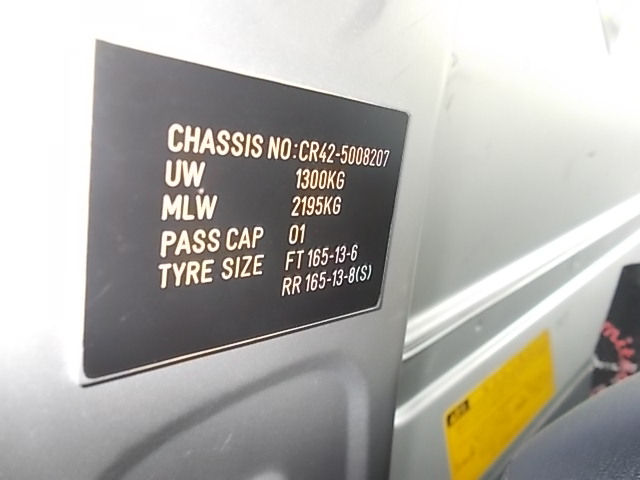 CHASSIS NO:CR42-5008207
UW 1300KG
MLW 2195KG
PASS CAP 01
TYRE SIZE FT 165-13-6
RR 165-13-8(S)